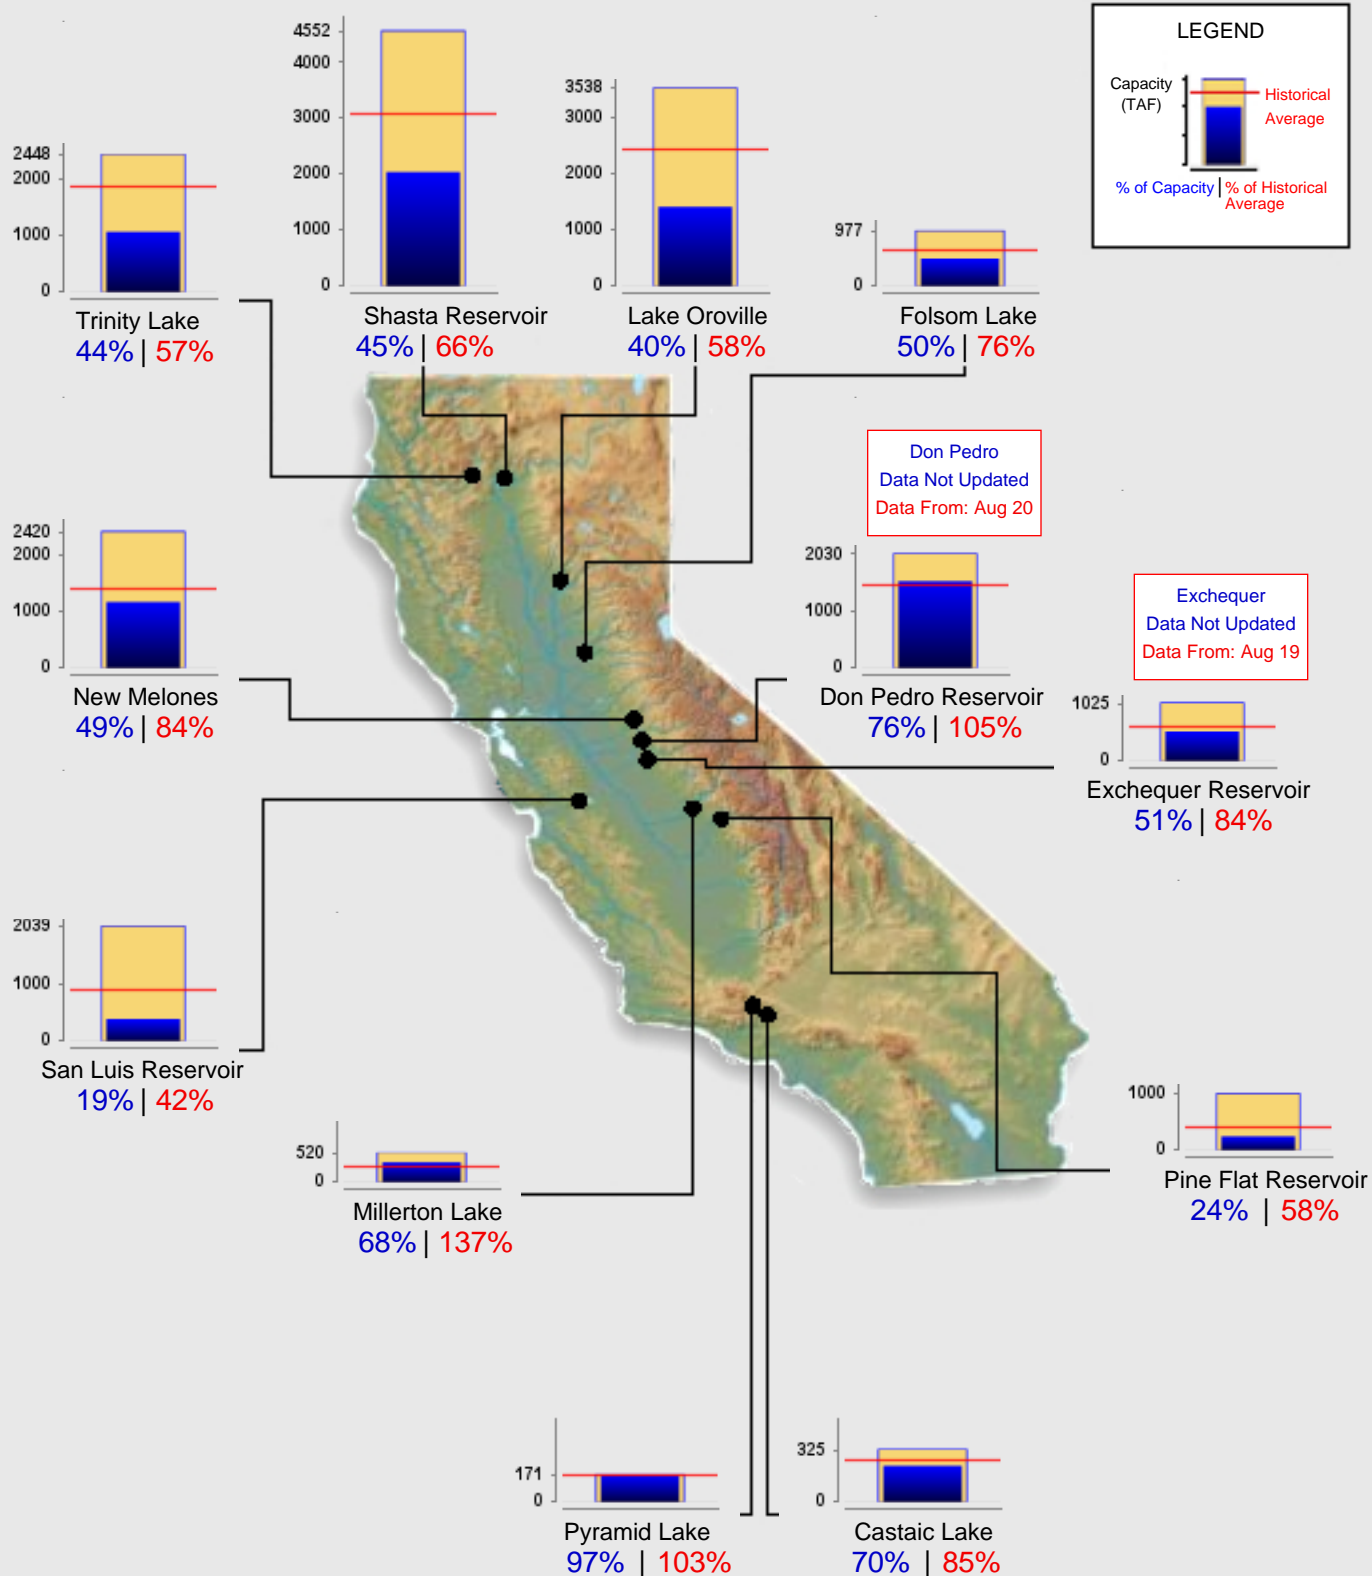 LEGEND
Capacity
(TAF)
Historical
Average
% of Capacity | % of Historical
Average
4552
4000
3000
2000
1000
0
Shasta Reservoir
45% | 66%
3538
3000
2000
1000
0
Lake Oroville
40% | 58%
2448
2000
1000
0
Trinity Lake
44% | 57%
977
0
Folsom Lake
50% | 76%
Don Pedro
Data Not Updated
Data From: Aug 20
2030
1000
0
Don Pedro Reservoir
76% | 105%
2420
2000
1000
0
New Melones
49% | 84%
Exchequer
Data Not Updated
Data From: Aug 19
1025
0
Exchequer Reservoir
51% | 84%
2039
1000
0
San Luis Reservoir
19% | 42%
1000
0
Pine Flat Reservoir
24% | 58%
520
0
Millerton Lake
68% | 137%
171
0
Pyramid Lake
97% | 103%
325
0
Castaic Lake
70% | 85%